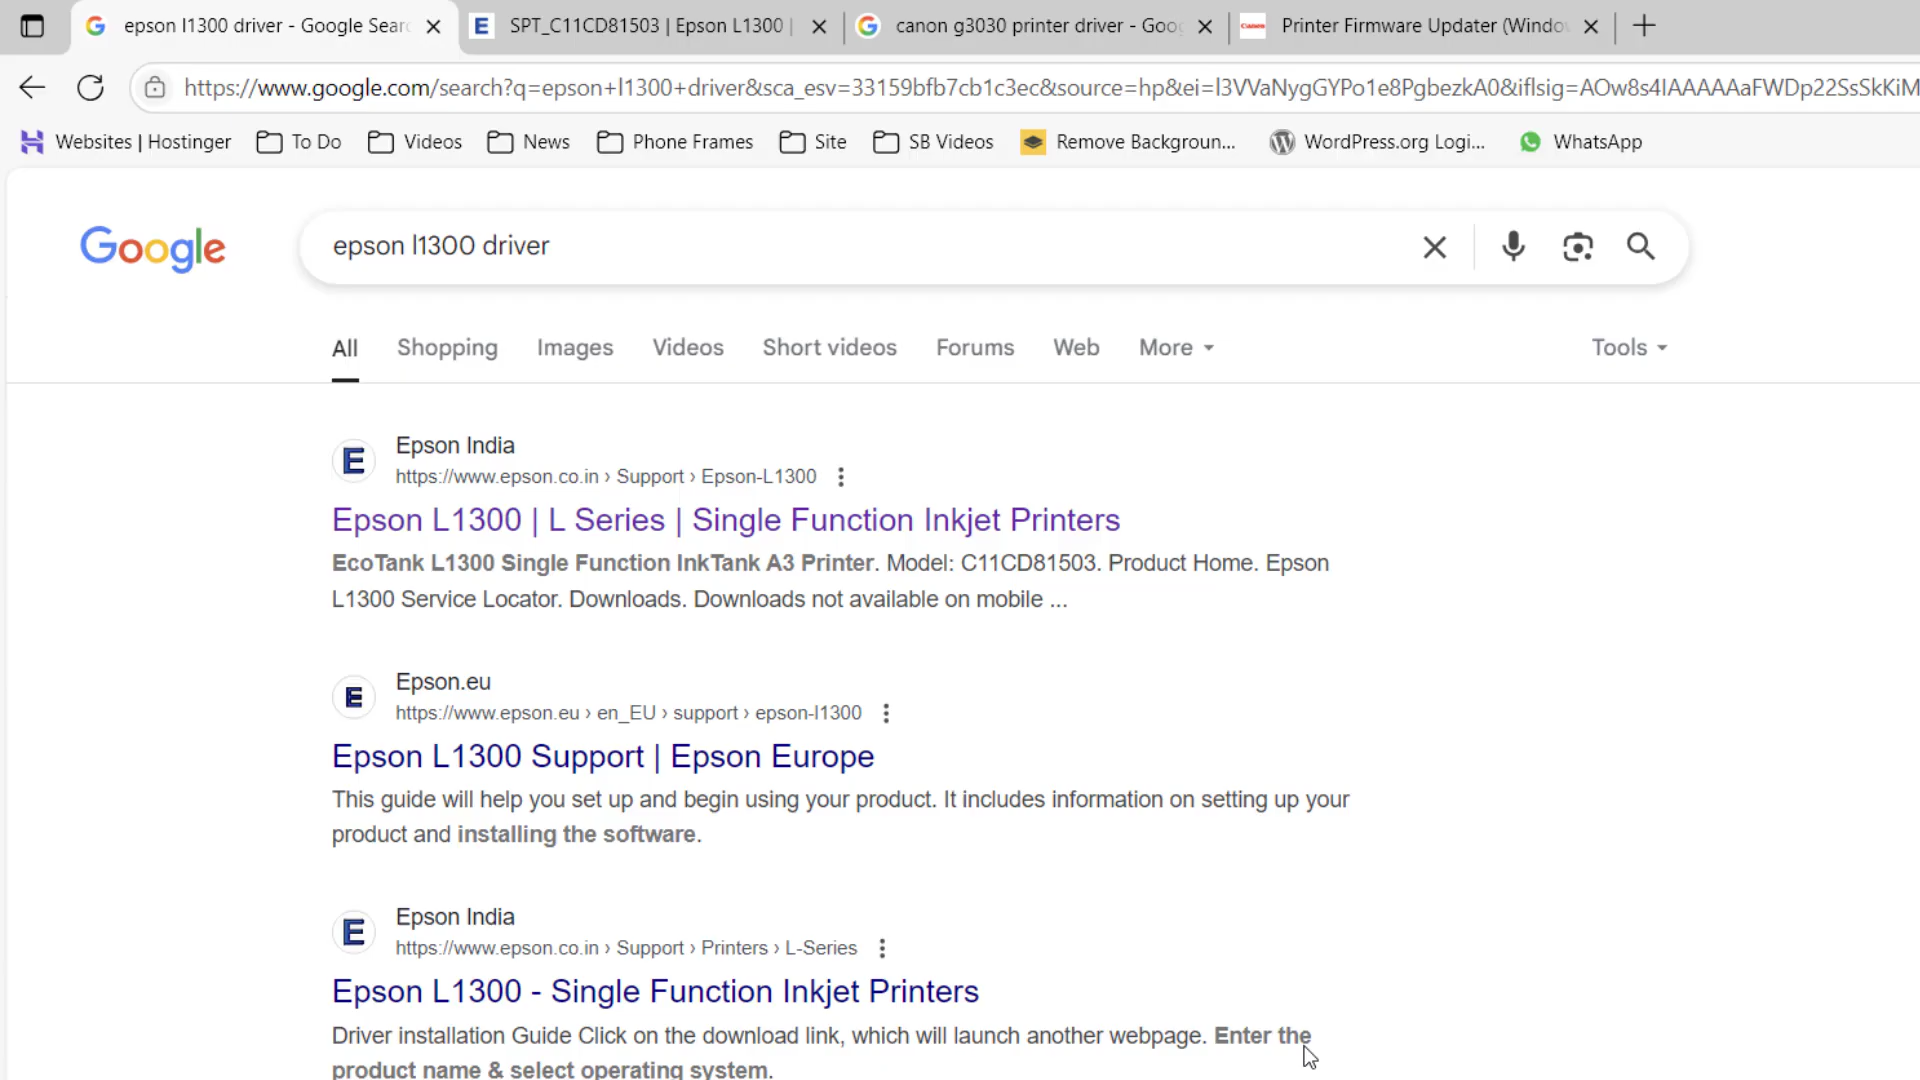 epson l1300 driver - Google Sear
SPT_C11CD81503 | Epson L1300 |
canon g3030 printer driver - Goog
Canon
Printer Firmware Updater (Windo
https://www.google.com/search?q=epson+l1300+driver&sca_esv=33159bfb7cb1c3ec&source=hp&ei=l3VVaNygGYPo1e8PgbezkA0&iflsig=AOw8s4IAAAAAaFWDp22SsSkKiM
Websites | Hostinger
To Do
Videos
News
Phone Frames
Site
SB Videos
Remove Backgroun...
WordPress.org Logi...
WhatsApp
Google
epson l1300 driver
All
Shopping
Images
Videos
Short videos
Forums
Web
More
Tools
Epson India
https://www.epson.co.in › Support › Epson-L1300
Epson L1300 | L Series | Single Function Inkjet Printers
EcoTank L1300 Single Function InkTank A3 Printer. Model: C11CD81503. Product Home. Epson
L1300 Service Locator. Downloads. Downloads not available on mobile ...
Epson.eu
https://www.epson.eu › en_EU › support › epson-l1300
Epson L1300 Support | Epson Europe
This guide will help you set up and begin using your product. It includes information on setting up your
product and installing the software.
Epson India
https://www.epson.co.in › Support › Printers › L-Series
Epson L1300 - Single Function Inkjet Printers
Driver installation Guide Click on the download link, which will launch another webpage. Enter the
product name & select operating system.